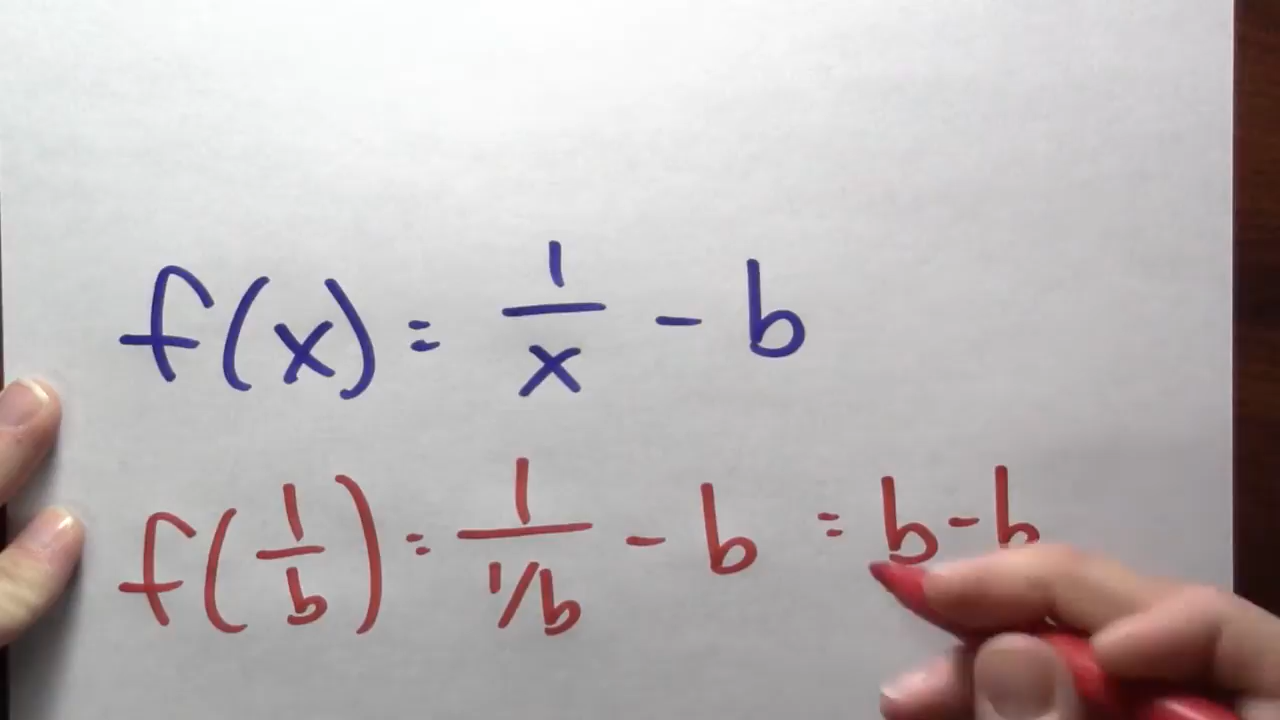 f(x) = 1/x - b
f(1/b) = 1/(1/b) - b = b - b